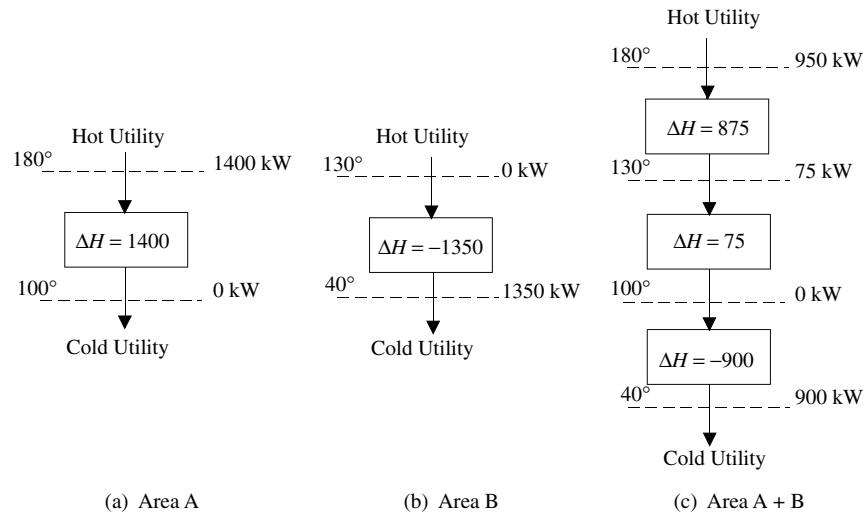 Hot Utility
180°
1400 kW
ΔH = 1400
100°
0 kW
Cold Utility
(a) Area A
Hot Utility
130°
0 kW
ΔH = −1350
40°
1350 kW
Cold Utility
(b) Area B
Hot Utility
180°
950 kW
ΔH = 875
130°
75 kW
ΔH = 75
100°
0 kW
ΔH = −900
40°
900 kW
Cold Utility
(c) Area A + B